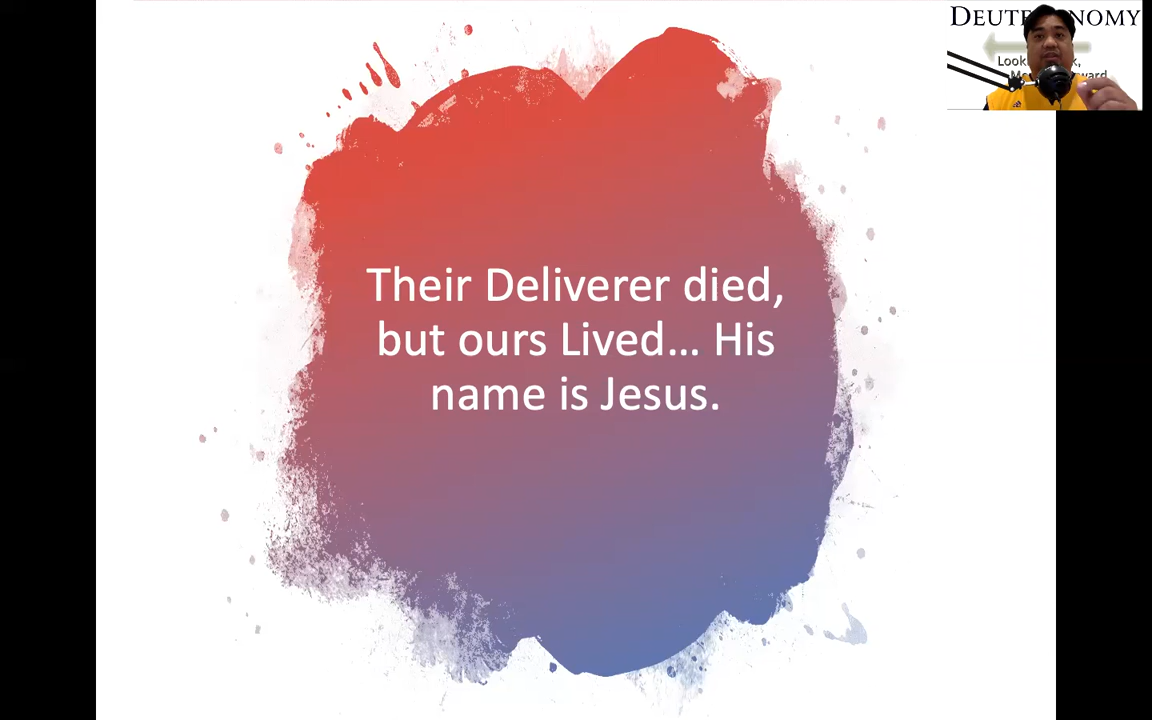 Their Deliverer died,
but ours Lived... His
name is Jesus.